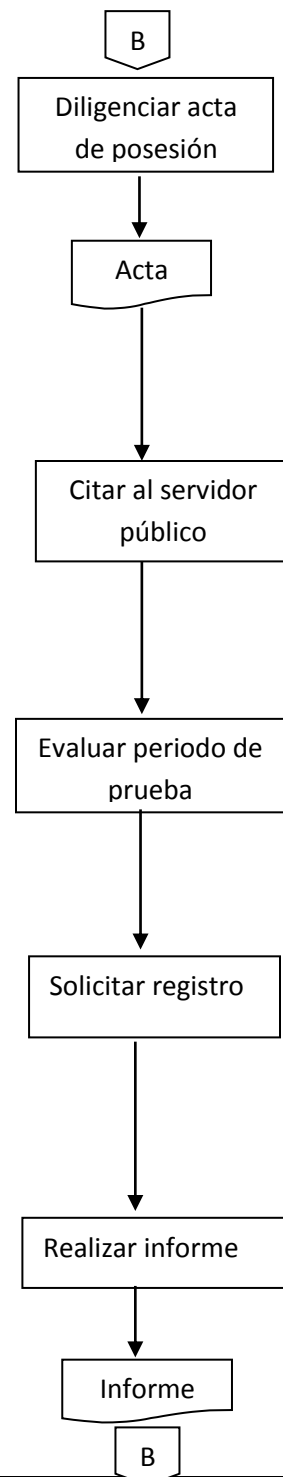 B
Diligenciar acta
de posesión
Acta
Citar al servidor
público
Evaluar periodo de
prueba
Solicitar registro
Realizar informe
Informe
B